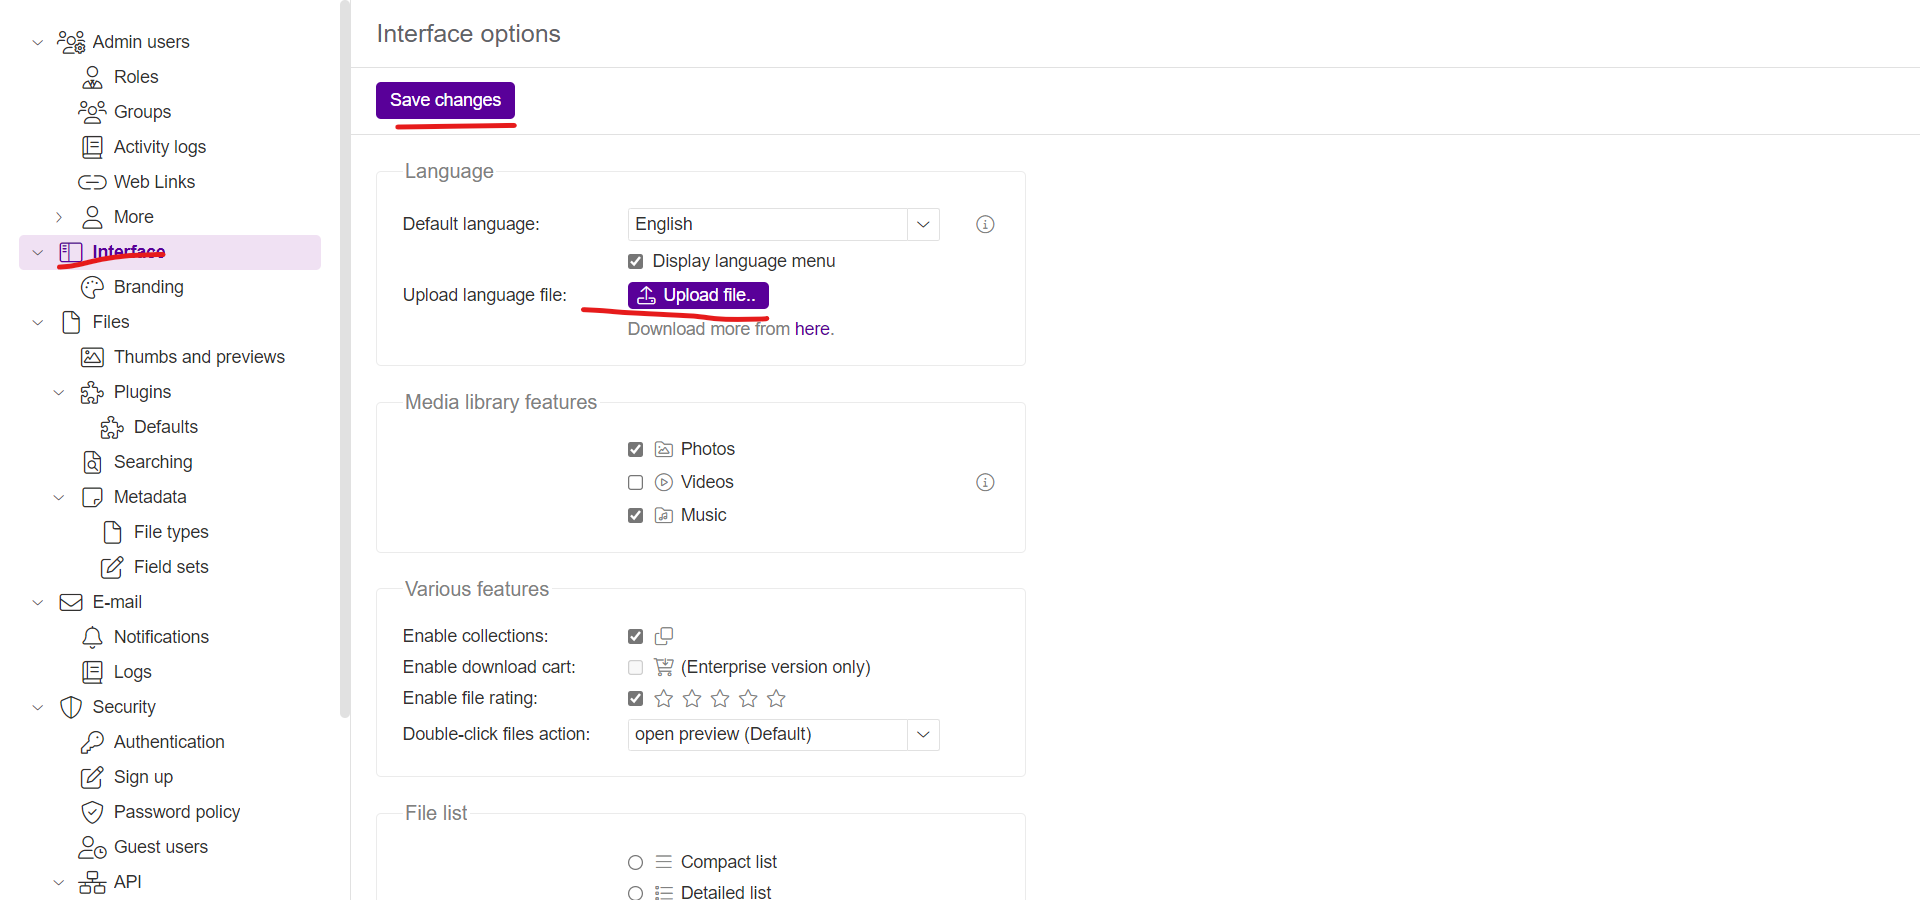 Admin users
Roles
Groups
Activity logs
Web Links
More
Interface
Branding
Files
Thumbs and previews
Plugins
Defaults
Searching
Metadata
File types
Field sets
E-mail
Notifications
Logs
Security
Authentication
Sign up
Password policy
Guest users
API
Interface options
Save changes
Language
Default language: English
Display language menu
Upload language file: Upload file..
Download more from here.
Media library features
Photos
Videos
Music
Various features
Enable collections:
Enable download cart: (Enterprise version only)
Enable file rating:
Double-click files action: open preview (Default)
File list
Compact list
Detailed list